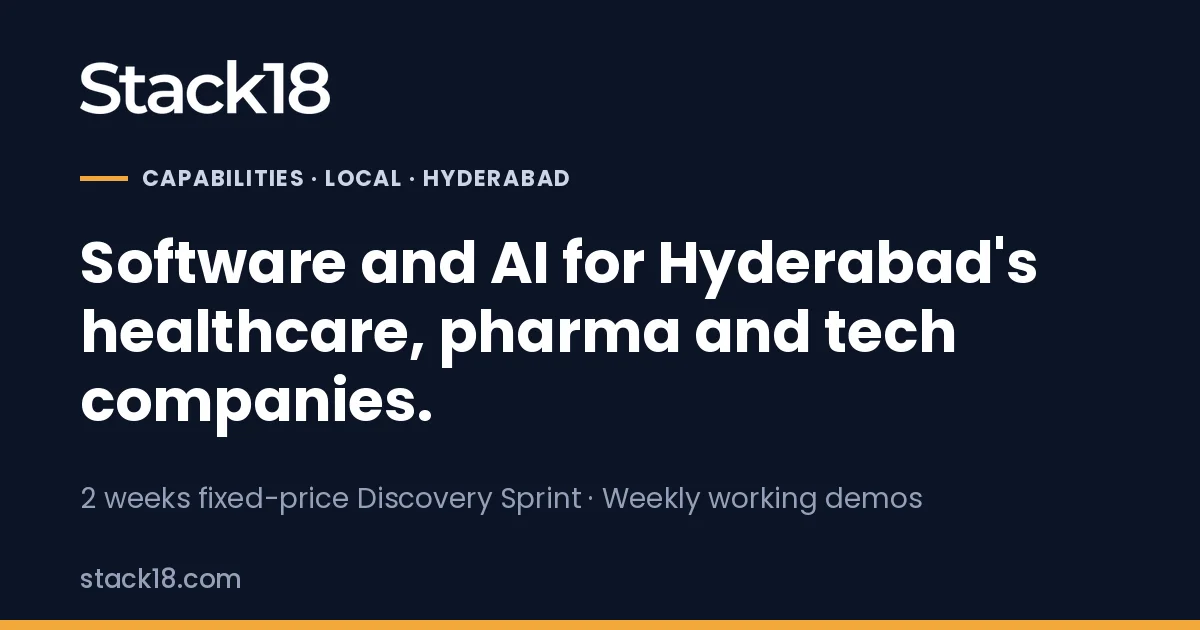 Stack18
CAPABILITIES · LOCAL · HYDERABAD
Software and AI for Hyderabad's
healthcare, pharma and tech
companies.
2 weeks fixed-price Discovery Sprint · Weekly working demos
stack18.com